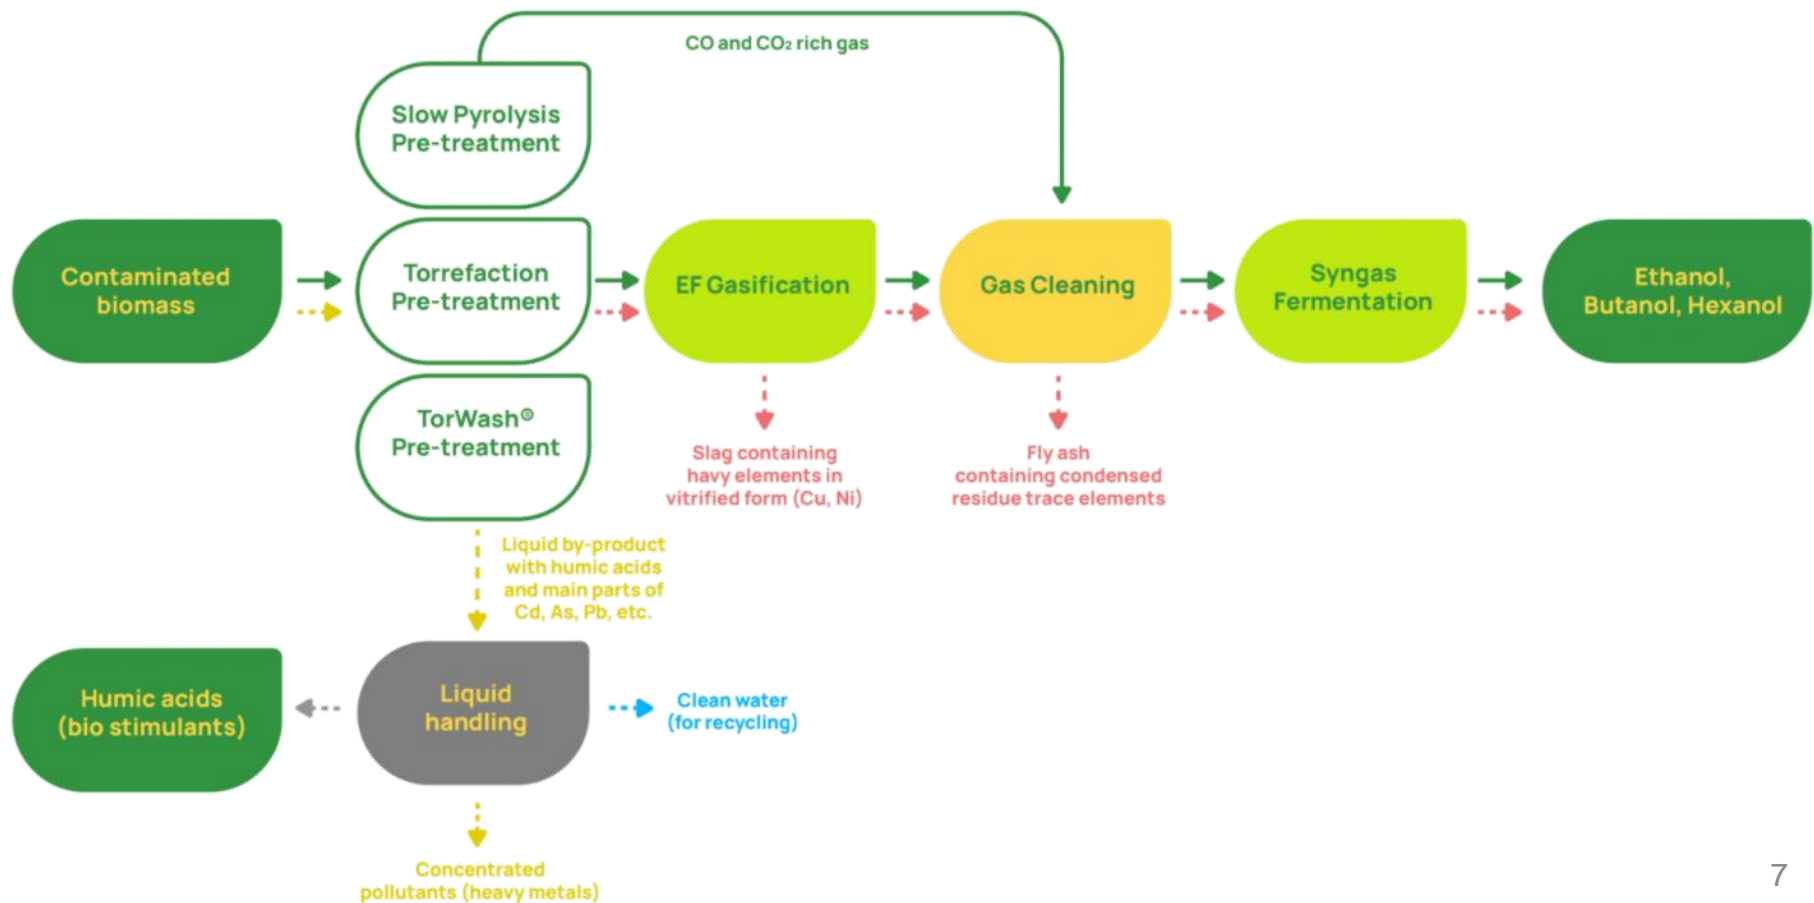 CO and CO₂ rich gas
Slow Pyrolysis
Pre-treatment
Contaminated
biomass
Torrefaction
Pre-treatment
EF Gasification
Gas Cleaning
Syngas
Fermentation
Ethanol,
Butanol, Hexanol
TorWash®
Pre-treatment
Slag containing
havy elements in
vitrified form (Cu, Ni)
Fly ash
containing condensed
residue trace elements
Liquid by-product
with humic acids
and main parts of
Cd, As, Pb, etc.
Humic acids
(bio stimulants)
Liquid
handling
Clean water
(for recycling)
Concentrated
pollutants (heavy metals)
7